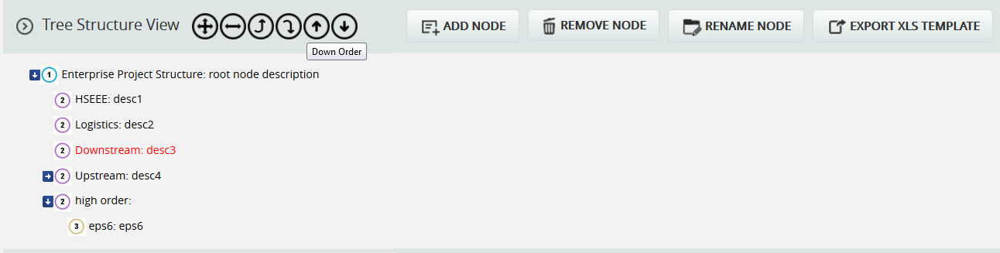 Tree Structure View
ADD NODE
REMOVE NODE
RENAME NODE
EXPORT XLS TEMPLATE
Down Order
1 Enterprise Project Structure: root node description
2 HSEEE: desc1
2 Logistics: desc2
2 Downstream: desc3
2 Upstream: desc4
2 high order:
3 eps6: eps6